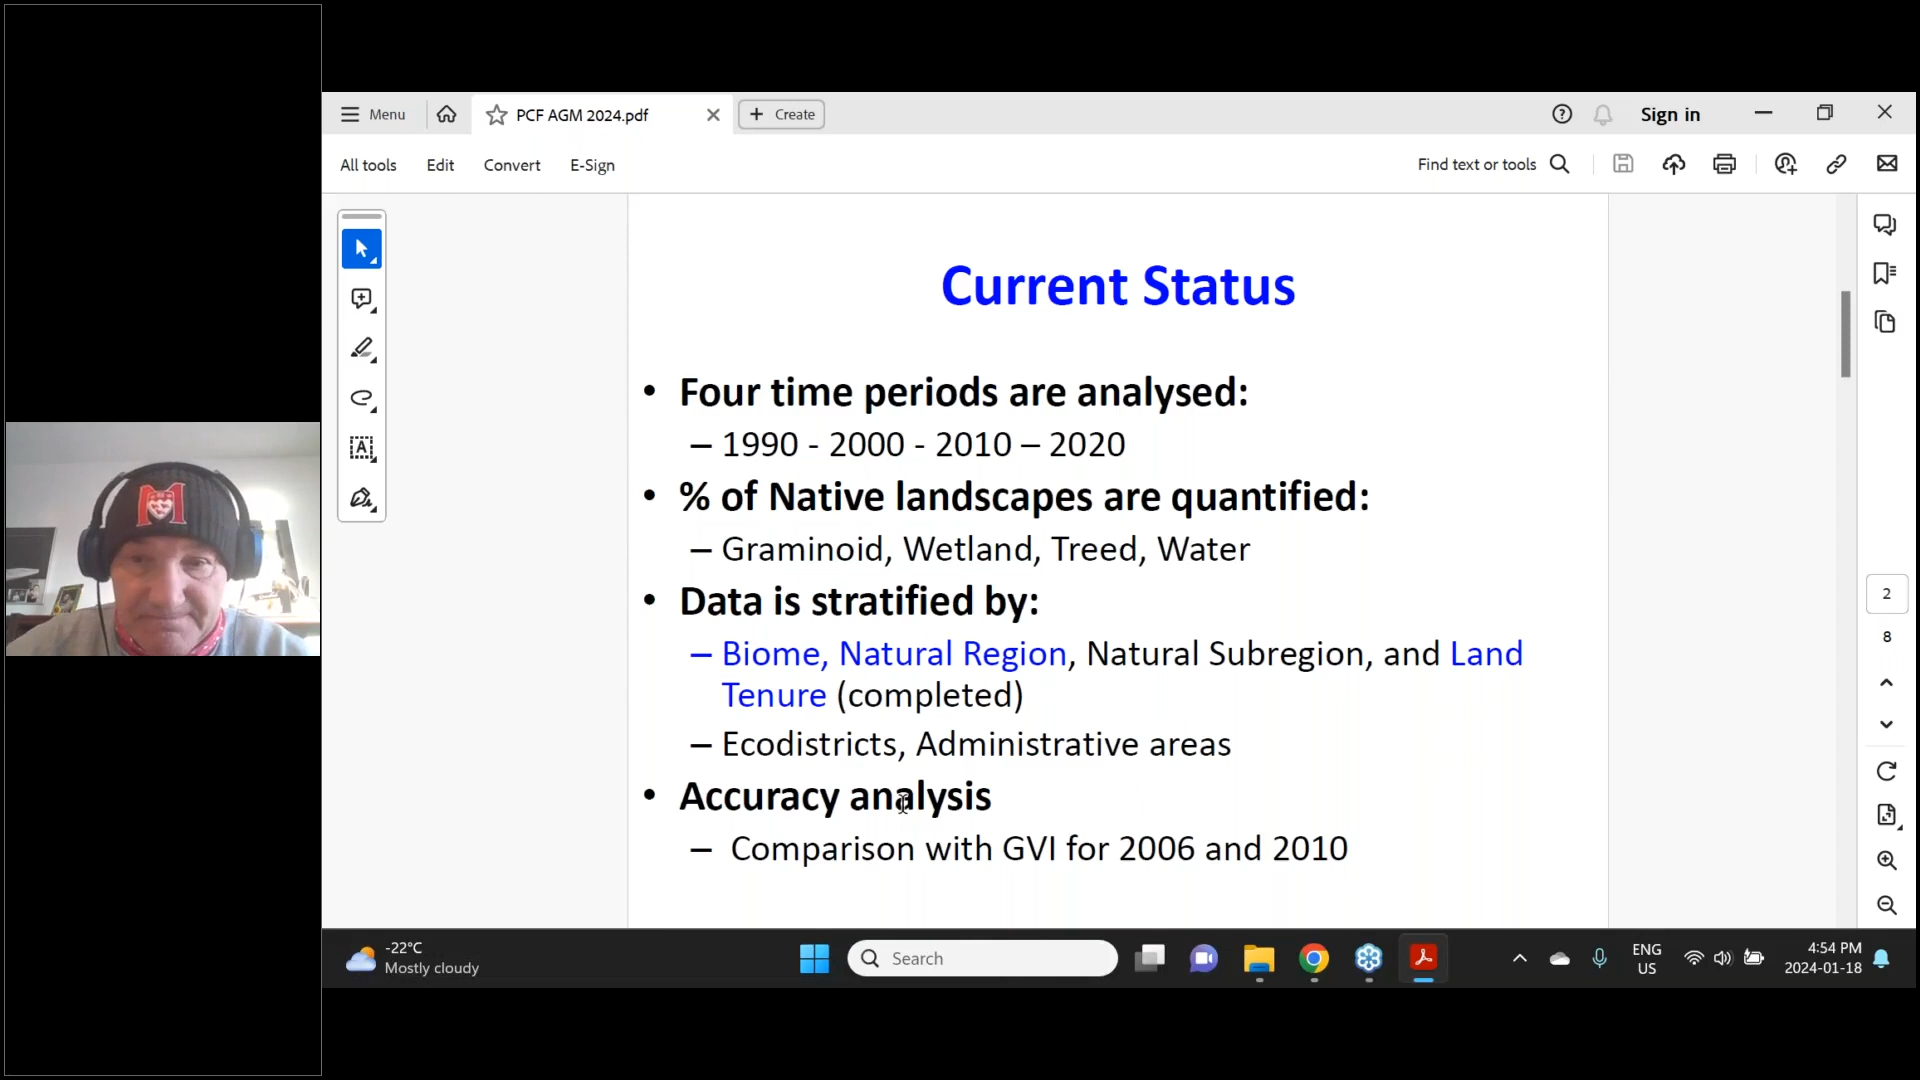 Menu
PCF AGM 2024.pdf
Create
Sign in
All tools
Edit
Convert
E-Sign
Find text or tools
Current Status
• Four time periods are analysed:
– 1990 - 2000 - 2010 – 2020
• % of Native landscapes are quantified:
– Graminoid, Wetland, Treed, Water
• Data is stratified by:
– Biome, Natural Region, Natural Subregion, and Land
Tenure (completed)
– Ecodistricts, Administrative areas
• Accuracy analysis
– Comparison with GVI for 2006 and 2010
2
8
M
-22°C
Mostly cloudy
Search
ENG
US
4:54 PM
2024-01-18